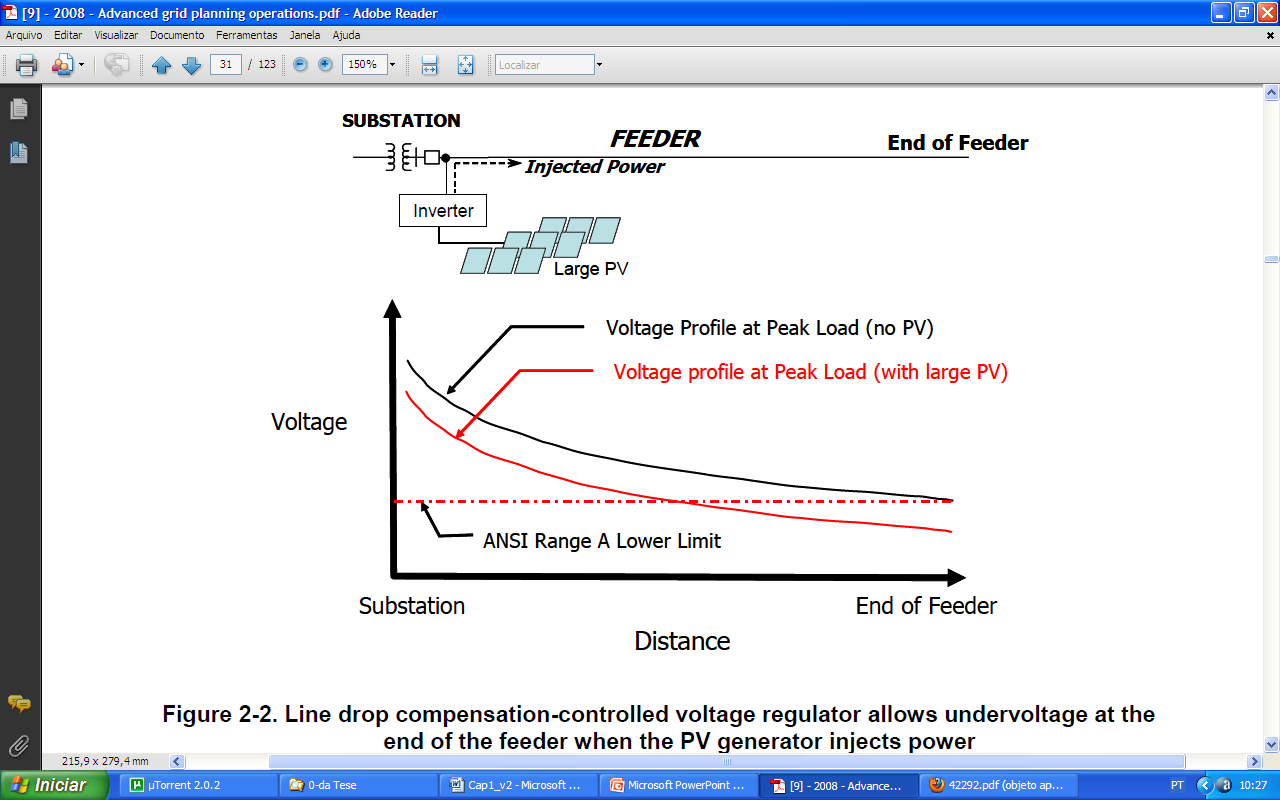 [9] - 2008 - Advanced grid planning operations.pdf - Adobe Reader
Arquivo Editar Visualizar Documento Ferramentas Janela Ajuda
31 / 123 150% Localizar
SUBSTATION
FEEDER
End of Feeder
Injected Power
Inverter
Large PV
Voltage Profile at Peak Load (no PV)
Voltage profile at Peak Load (with large PV)
Voltage
ANSI Range A Lower Limit
Substation
End of Feeder
Distance
Figure 2-2. Line drop compensation-controlled voltage regulator allows undervoltage at the
end of the feeder when the PV generator injects power
215,9 x 279,4 mm
Iniciar µTorrent 2.0.2 0-da Tese Cap1_v2 - Microsoft ... Microsoft PowerPoint ... [9] - 2008 - Advance... 42292.pdf (objeto ap... PT 10:27